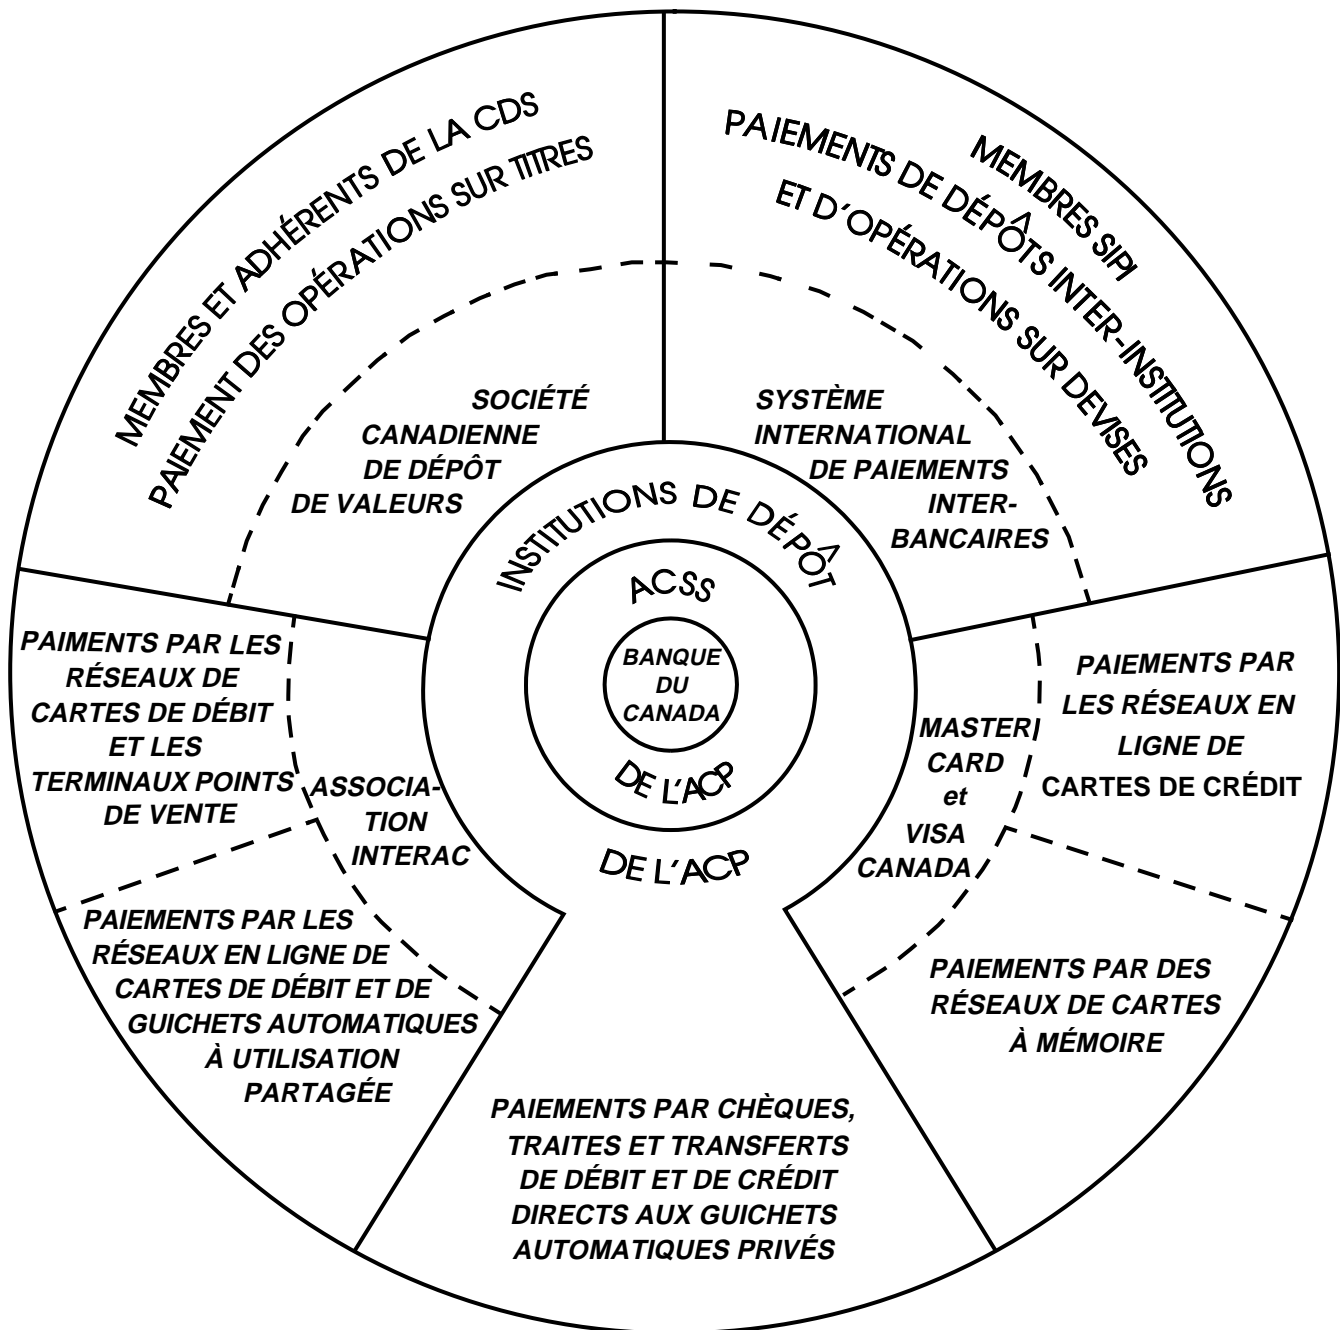 MEMBRES ET ADHÉRENTS DE LA CDS
PAIEMENT DES OPÉRATIONS SUR TITRES
MEMBRES SIPI
PAIEMENTS DE DÉPÔTS INTER-INSTITUTIONS
ET D'OPÉRATIONS SUR DEVISES
SOCIÉTÉ
CANADIENNE
DE DÉPÔT
DE VALEURS
SYSTÈME
INTERNATIONAL
DE PAIEMENTS
INTER-
BANCAIRES
INSTITUTIONS DE DÉPÔT
ACSS
BANQUE
DU
CANADA
DE L'ACP
DE L'ACP
PAIMENTS PAR LES
RÉSEAUX DE
CARTES DE DÉBIT
ET LES
TERMINAUX POINTS
DE VENTE
ASSOCIA-
TION
INTERAC
MASTER
CARD
et
VISA
CANADA
PAIEMENTS PAR
LES RÉSEAUX EN
LIGNE DE
CARTES DE CRÉDIT
PAIEMENTS PAR LES
RÉSEAUX EN LIGNE DE
CARTES DE DÉBIT ET DE
GUICHETS AUTOMATIQUES
À UTILISATION
PARTAGÉE
PAIEMENTS PAR DES
RÉSEAUX DE CARTES
À MÉMOIRE
PAIEMENTS PAR CHÈQUES,
TRAITES ET TRANSFERTS
DE DÉBIT ET DE CRÉDIT
DIRECTS AUX GUICHETS
AUTOMATIQUES PRIVÉS